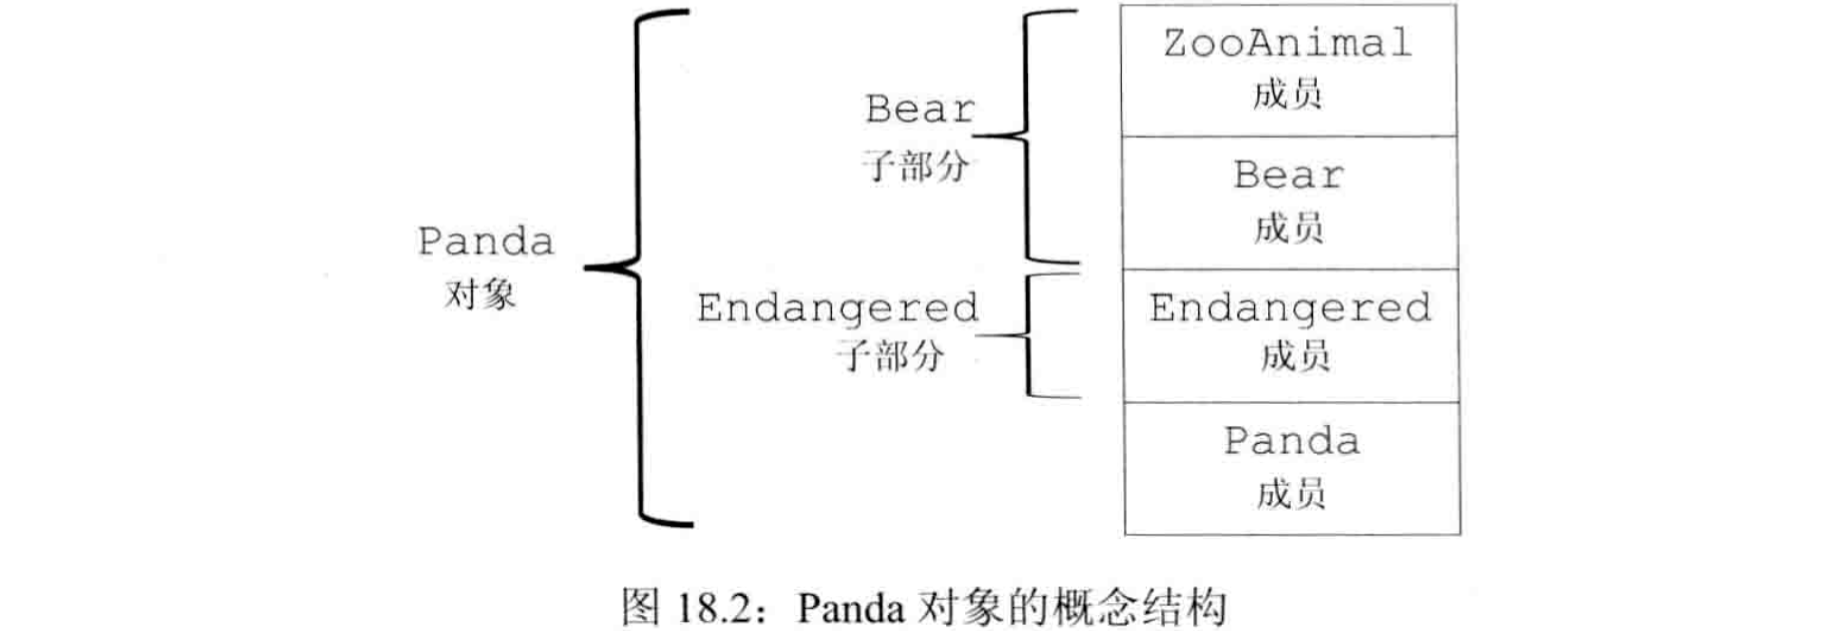 ZooAnimal
成员
Bear
子部分
Bear
成员
Panda
对象
Endangered
子部分
Endangered
成员
Panda
成员
图 18.2：Panda 对象的概念结构